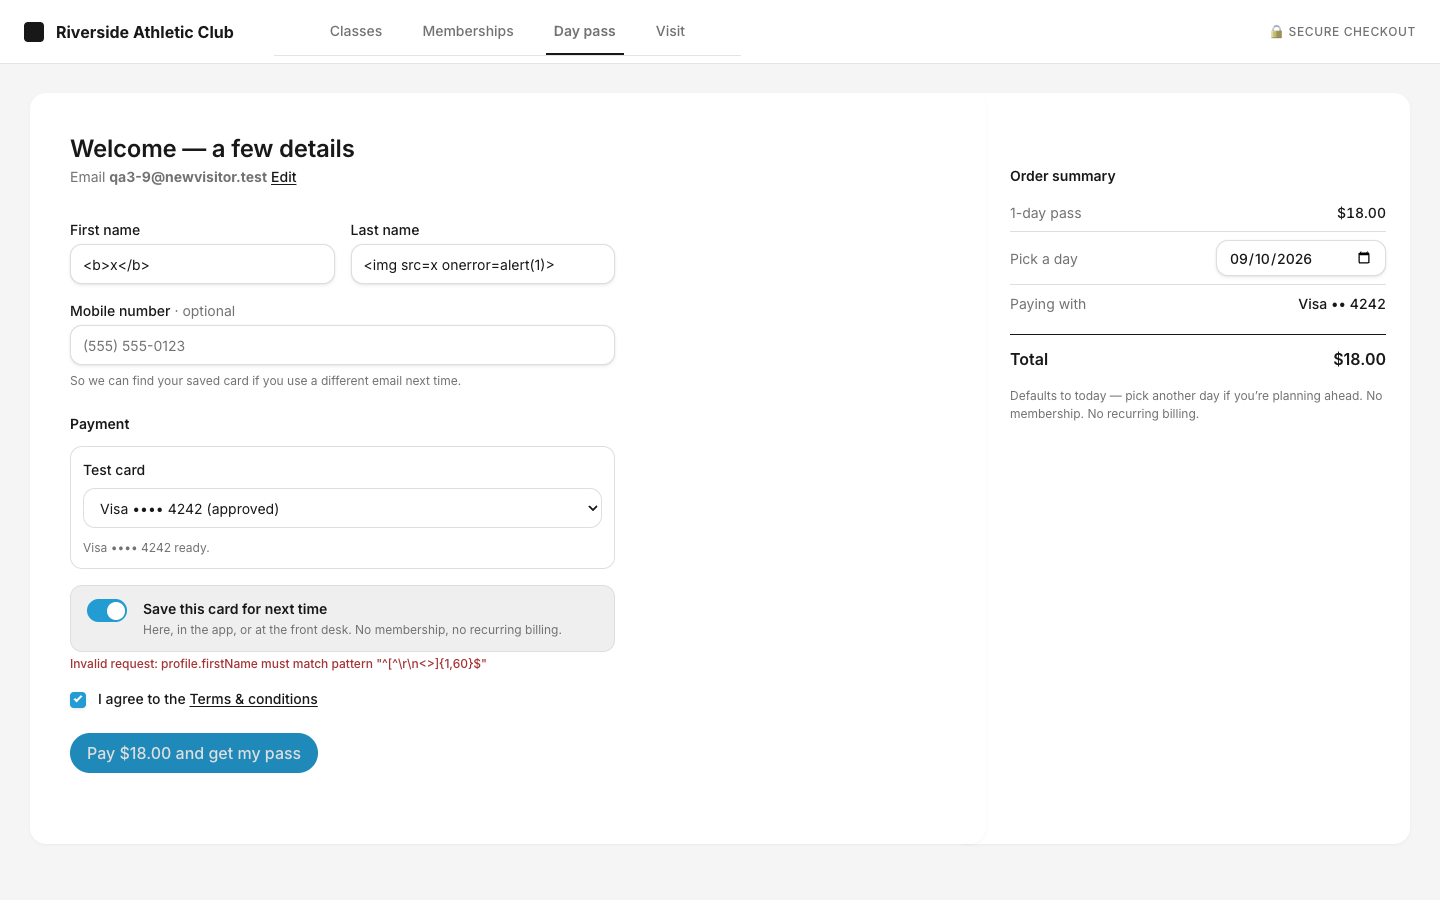 Riverside Athletic Club
Classes
Memberships
Day pass
Visit
🔒 SECURE CHECKOUT
Welcome — a few details
Email qa3-9@newvisitor.test Edit
First name
Last name
<b>x</b>
<img src=x onerror=alert(1)>
Mobile number · optional
(555) 555-0123
So we can find your saved card if you use a different email next time.
Payment
Test card
Visa •••• 4242 (approved)
Visa •••• 4242 ready.
Save this card for next time
Here, in the app, or at the front desk. No membership, no recurring billing.
Invalid request: profile.firstName must match pattern "^[^\r\n<>]{1,60}$"
I agree to the Terms & conditions
Pay $18.00 and get my pass
Order summary
1-day pass $18.00
Pick a day 09/10/2026
Paying with Visa •• 4242
Total $18.00
Defaults to today — pick another day if you’re planning ahead. No
membership. No recurring billing.